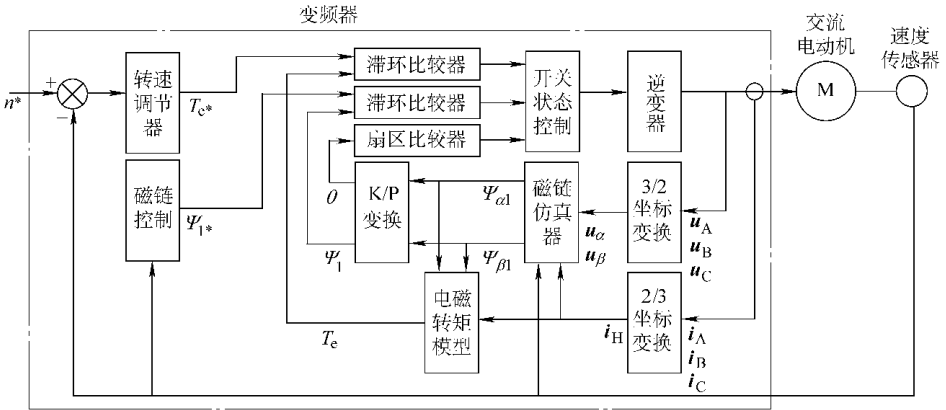 变频器
交流
电动机
速度
传感器
n*
+
−
转速
调节
器
Te*
滞环比较器
滞环比较器
扇区比较器
开关
状态
控制
逆
变
器
M
磁链
控制
Ψ1*
θ
K/P
变换
Ψ1
Ψα1
Ψβ1
磁链
仿真
器
uα
uβ
3/2
坐标
变换
uA
uB
uC
电磁
转矩
模型
Te
iH
2/3
坐标
变换
iA
iB
iC